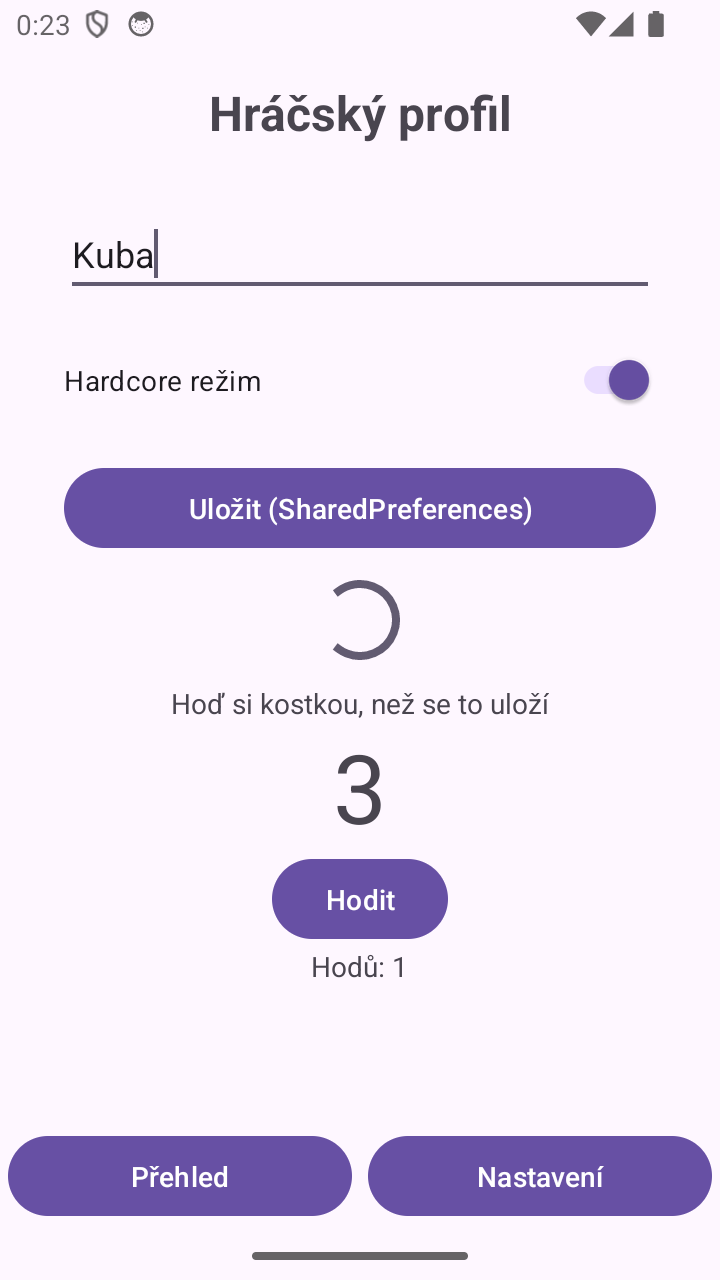 0:23
Hráčský profil
Kuba
Hardcore režim
Uložit (SharedPreferences)
Hoď si kostkou, než se to uloží
3
Hodit
Hodů: 1
Přehled
Nastavení